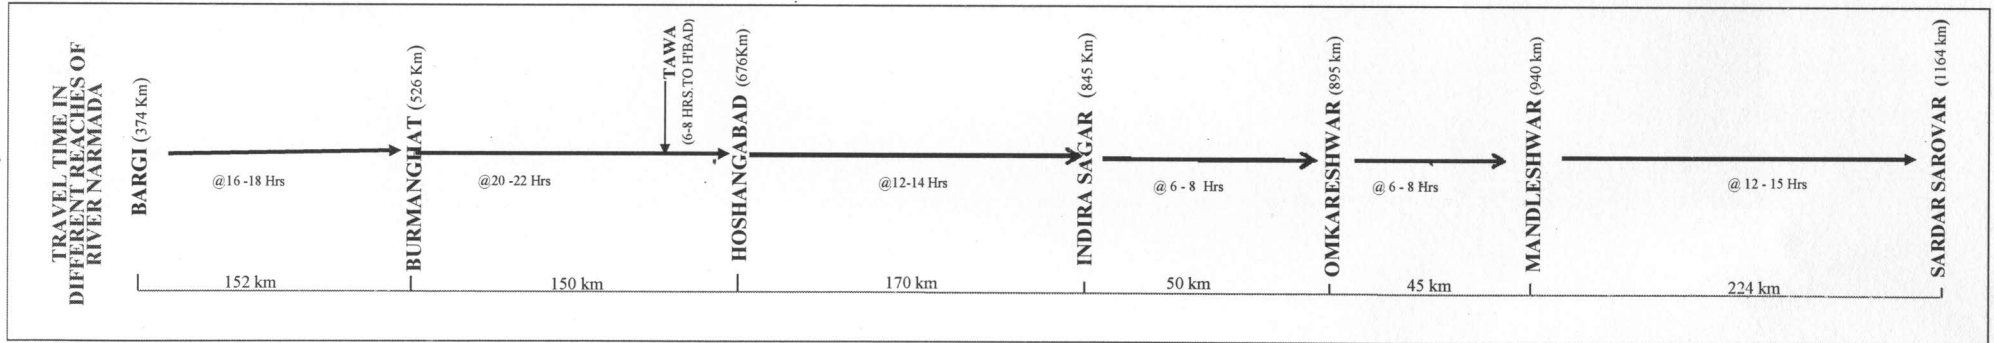 TRAVEL TIME IN
DIFFERENT REACHES OF
RIVER NARMADA
BARGI (374 Km)
@16 -18 Hrs
BURMANGHAT (526 Km)
@20 -22 Hrs
TAWA
(6-8 HRS.TO H'BAD)
HOSHANGABAD (676Km)
@12-14 Hrs
INDIRA SAGAR (845 Km)
@ 6 - 8 Hrs
OMKARESHWAR (895 km)
@ 6 - 8 Hrs
MANDLESHWAR (940 km)
@ 12 - 15 Hrs
SARDAR SAROVAR (1164 km)
152 km
150 km
170 km
50 km
45 km
224 km